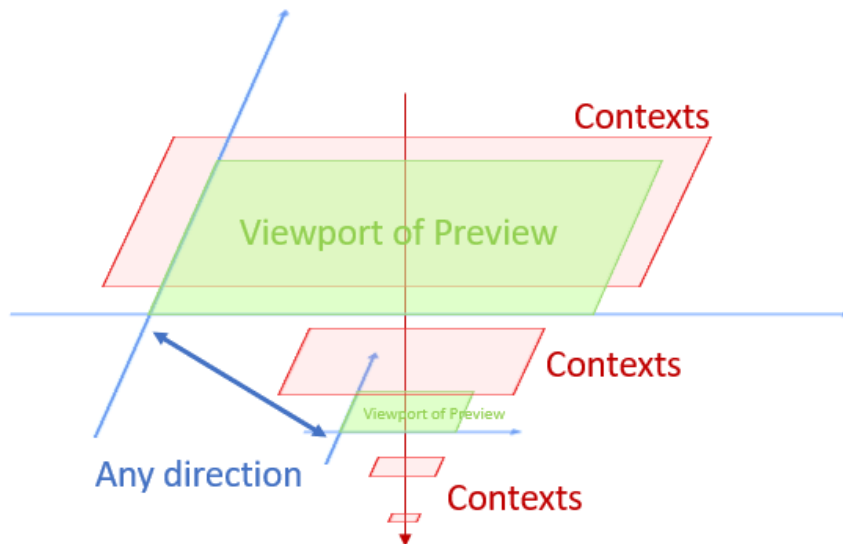 Contexts
Viewport of Preview
Contexts
Viewport of Preview
Any direction
Contexts